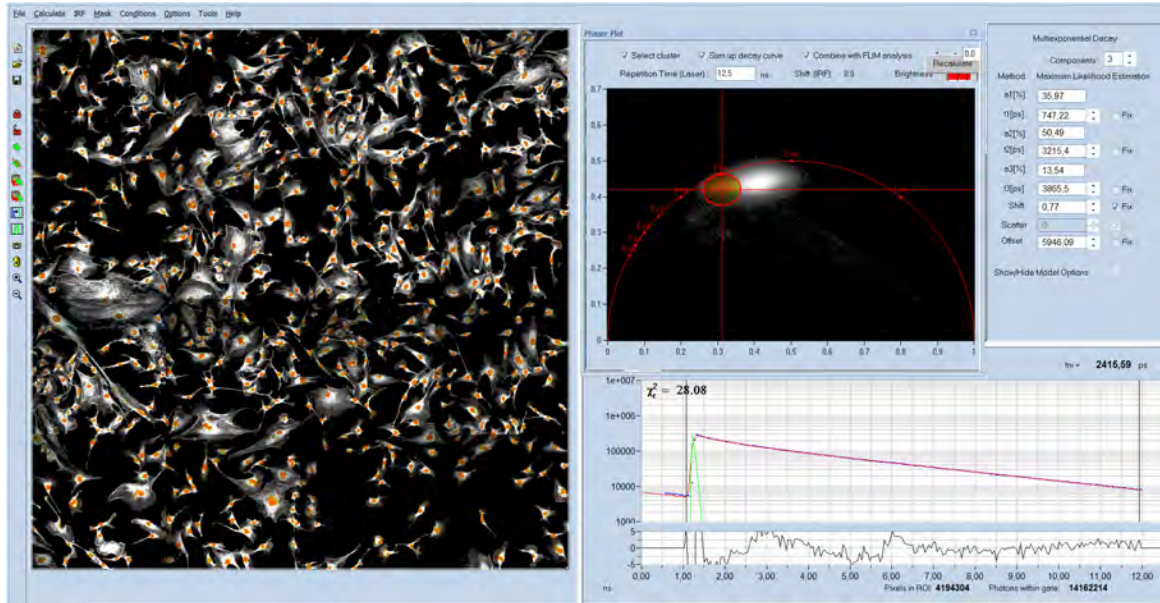 File Calculate IRF Mask Conditions Options Tools Help
Phasor Plot
Select cluster Sum up decay curve Combine with FLIM analysis 0,0
Recalculate
Repetition Time (Laser) : 12,5 ns Shift (IRF) Brightness
0,7
0,6
0,5
0,4
0,3
0,2
0,1
0
0 0,1 0,2 0,3 0,4 0,5 0,6 0,7 0,8 0,9 1
Multiexponential Decay
Components: 3
Method: Maximum Likelihood Estimation
a1[%] 35,97
t1[ps] 747,22 Fix
a2[%] 50,49
t2[ps] 3215,4 Fix
a3[%] 13,54
t3[ps] 3865,5 Fix
Shift 0,77 Fix
Scatter 0
Offset 5946,09 Fix
Show/Hide Model Options
tm = 2415,59 ps
χr² = 28.08
1e+007
1e+006
100000
10000
1000
5
0
-5
0,00 1,00 2,00 3,00 4,00 5,00 6,00 7,00 8,00 9,00 10,00 11,00 12,00
ns Pixels in ROI: 4194304 Photons within gate: 14162214